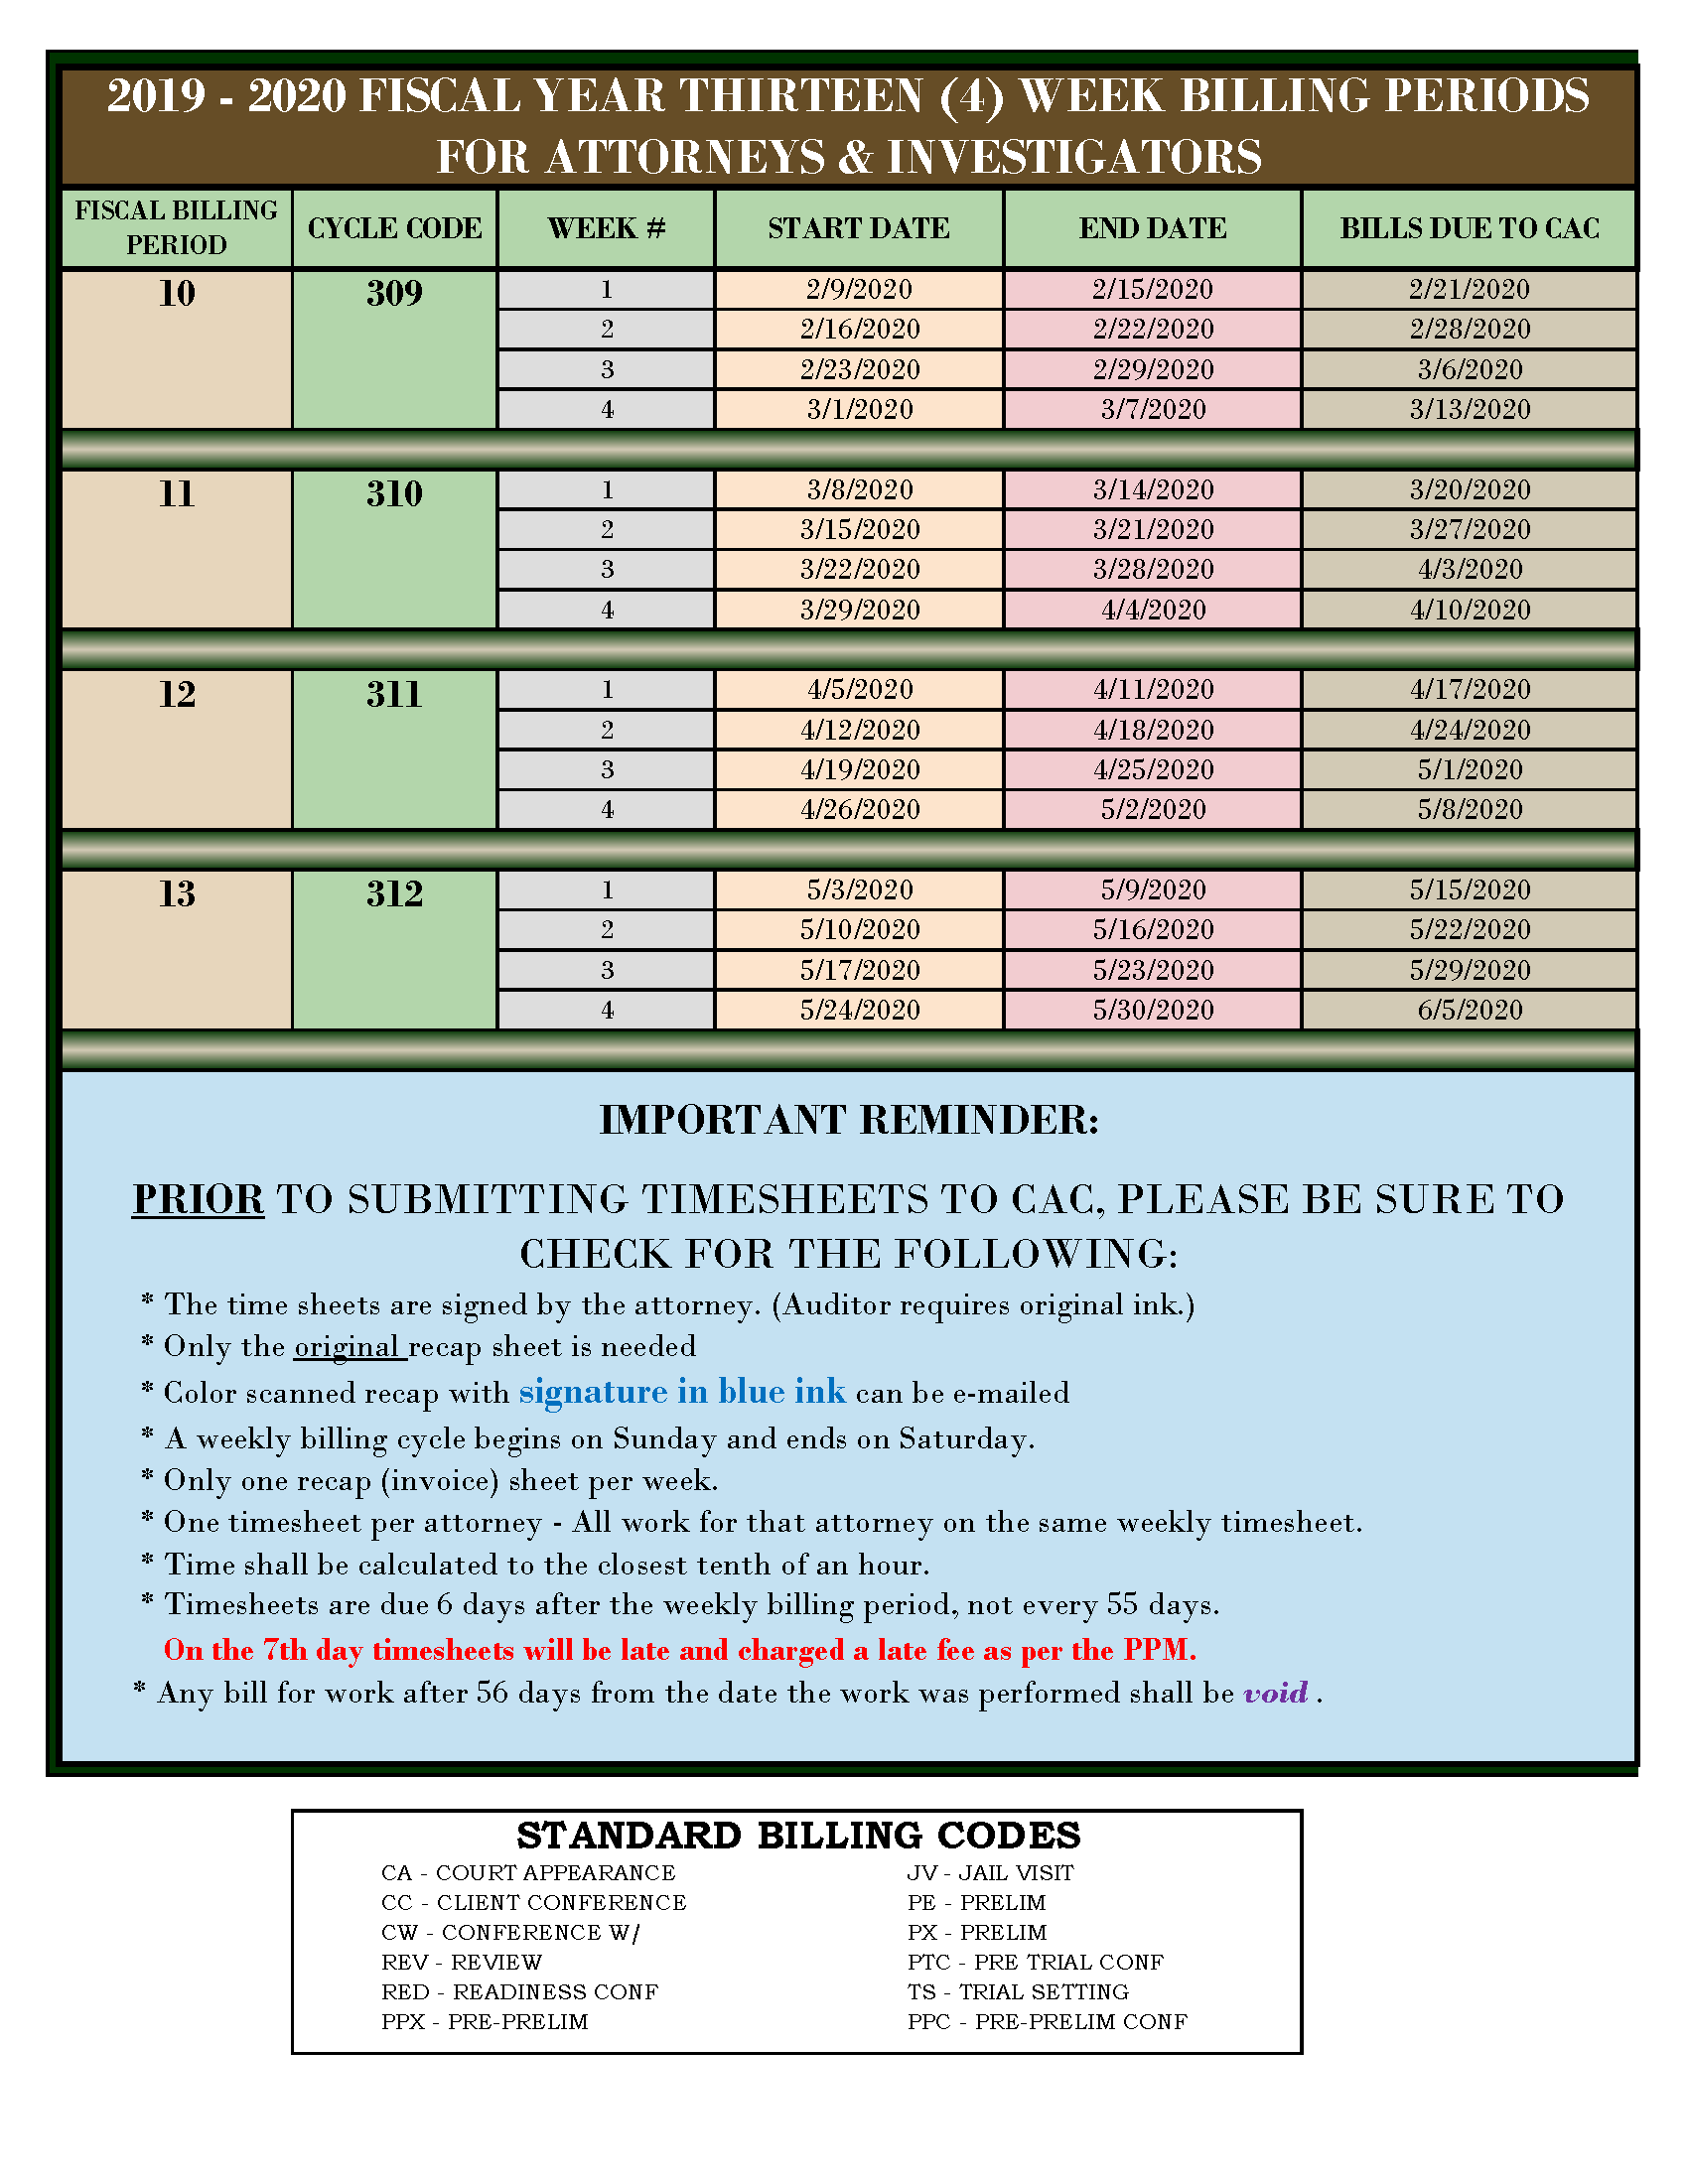 2019 - 2020 FISCAL YEAR THIRTEEN (4) WEEK BILLING PERIODS
FOR ATTORNEYS & INVESTIGATORS
FISCAL BILLING PERIOD CYCLE CODE WEEK # START DATE END DATE BILLS DUE TO CAC
10 309 1 2/9/2020 2/15/2020 2/21/2020
2 2/16/2020 2/22/2020 2/28/2020
3 2/23/2020 2/29/2020 3/6/2020
4 3/1/2020 3/7/2020 3/13/2020
11 310 1 3/8/2020 3/14/2020 3/20/2020
2 3/15/2020 3/21/2020 3/27/2020
3 3/22/2020 3/28/2020 4/3/2020
4 3/29/2020 4/4/2020 4/10/2020
12 311 1 4/5/2020 4/11/2020 4/17/2020
2 4/12/2020 4/18/2020 4/24/2020
3 4/19/2020 4/25/2020 5/1/2020
4 4/26/2020 5/2/2020 5/8/2020
13 312 1 5/3/2020 5/9/2020 5/15/2020
2 5/10/2020 5/16/2020 5/22/2020
3 5/17/2020 5/23/2020 5/29/2020
4 5/24/2020 5/30/2020 6/5/2020
IMPORTANT REMINDER:
PRIOR TO SUBMITTING TIMESHEETS TO CAC, PLEASE BE SURE TO
CHECK FOR THE FOLLOWING:
* The time sheets are signed by the attorney. (Auditor requires original ink.)
* Only the original recap sheet is needed
* Color scanned recap with signature in blue ink can be e-mailed
* A weekly billing cycle begins on Sunday and ends on Saturday.
* Only one recap (invoice) sheet per week.
* One timesheet per attorney - All work for that attorney on the same weekly timesheet.
* Time shall be calculated to the closest tenth of an hour.
* Timesheets are due 6 days after the weekly billing period, not every 55 days.
On the 7th day timesheets will be late and charged a late fee as per the PPM.
* Any bill for work after 56 days from the date the work was performed shall be void .
STANDARD BILLING CODES
CA - COURT APPEARANCE JV - JAIL VISIT
CC - CLIENT CONFERENCE PE - PRELIM
CW - CONFERENCE W/ PX - PRELIM
REV - REVIEW PTC - PRE TRIAL CONF
RED - READINESS CONF TS - TRIAL SETTING
PPX - PRE-PRELIM PPC - PRE-PRELIM CONF